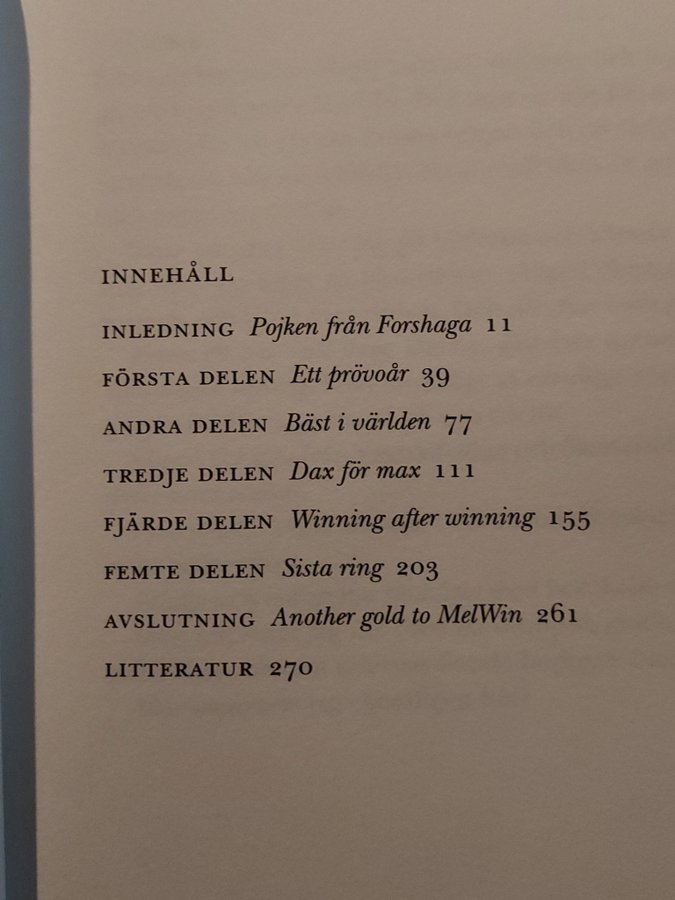 INNEHÅLL
INLEDNING Pojken från Forshaga 11
FÖRSTA DELEN Ett prövoår 39
ANDRA DELEN Bäst i världen 77
TREDJE DELEN Dax för max 111
FJÄRDE DELEN Winning after winning 155
FEMTE DELEN Sista ring 203
AVSLUTNING Another gold to MelWin 261
LITTERATUR 270